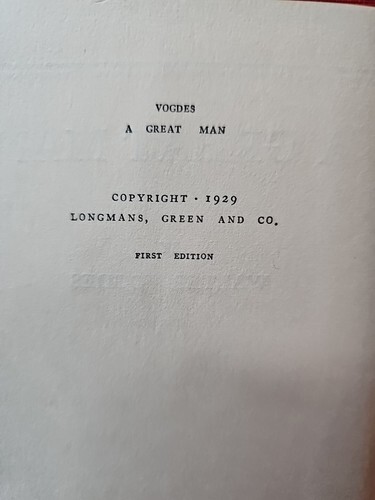 VOGDES
A GREAT MAN
COPYRIGHT · 1929
LONGMANS, GREEN AND CO.
FIRST EDITION